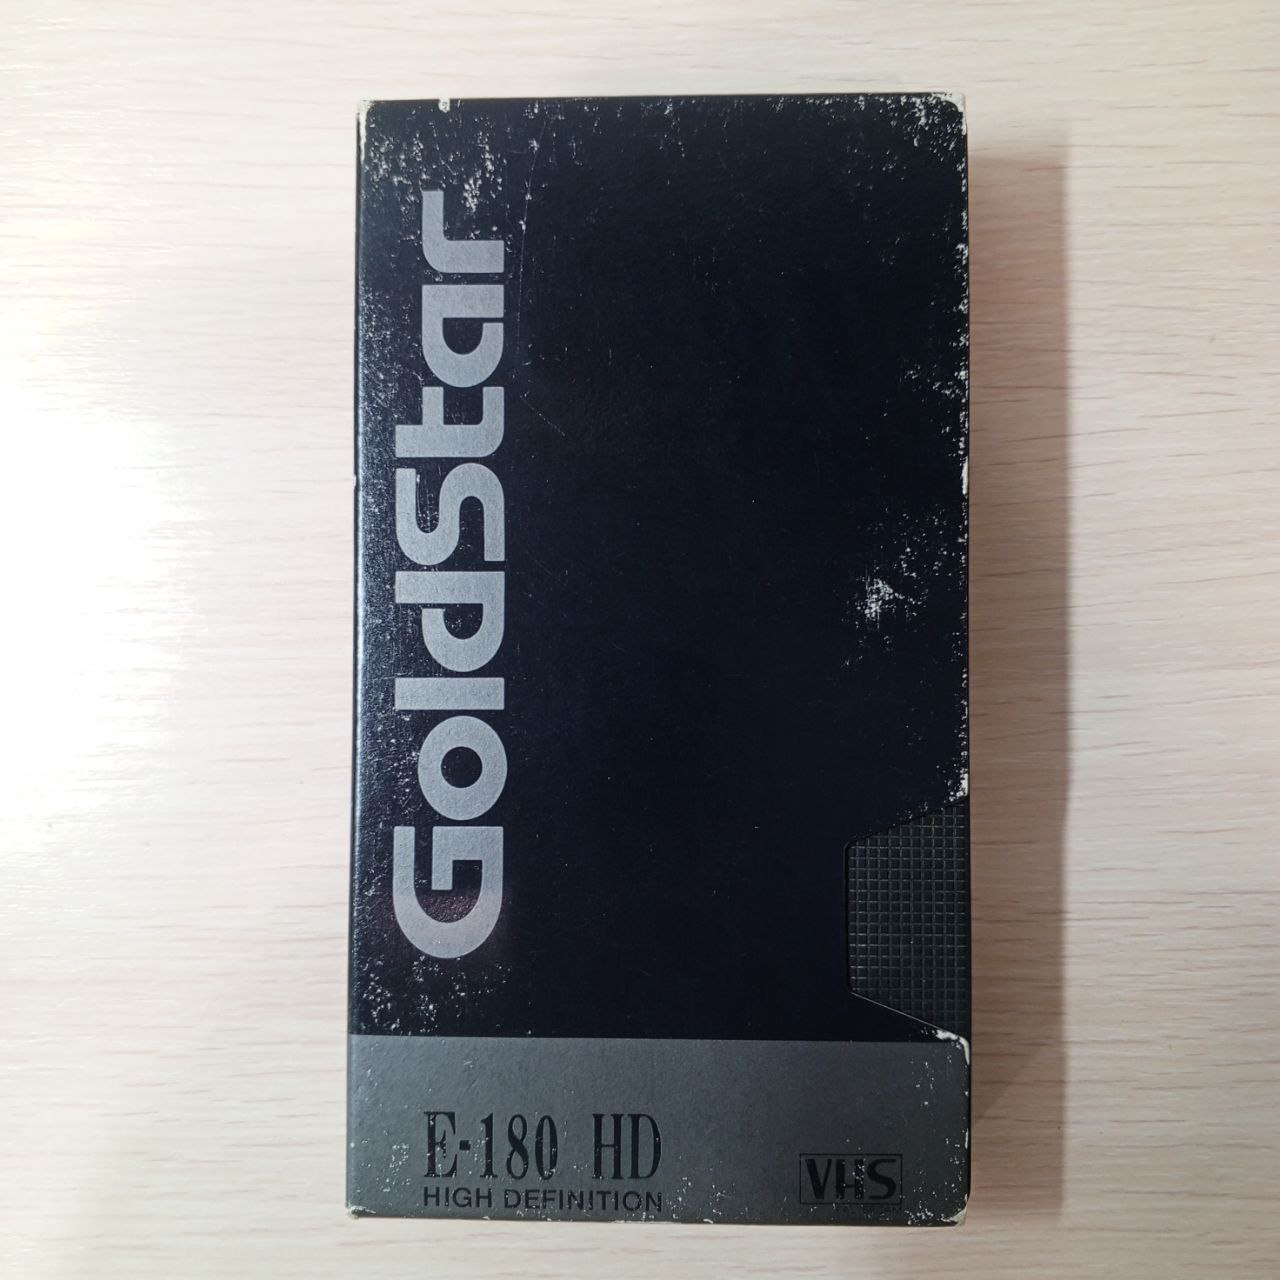 GoldStar
E-180 HD
HIGH DEFINITION
VHS